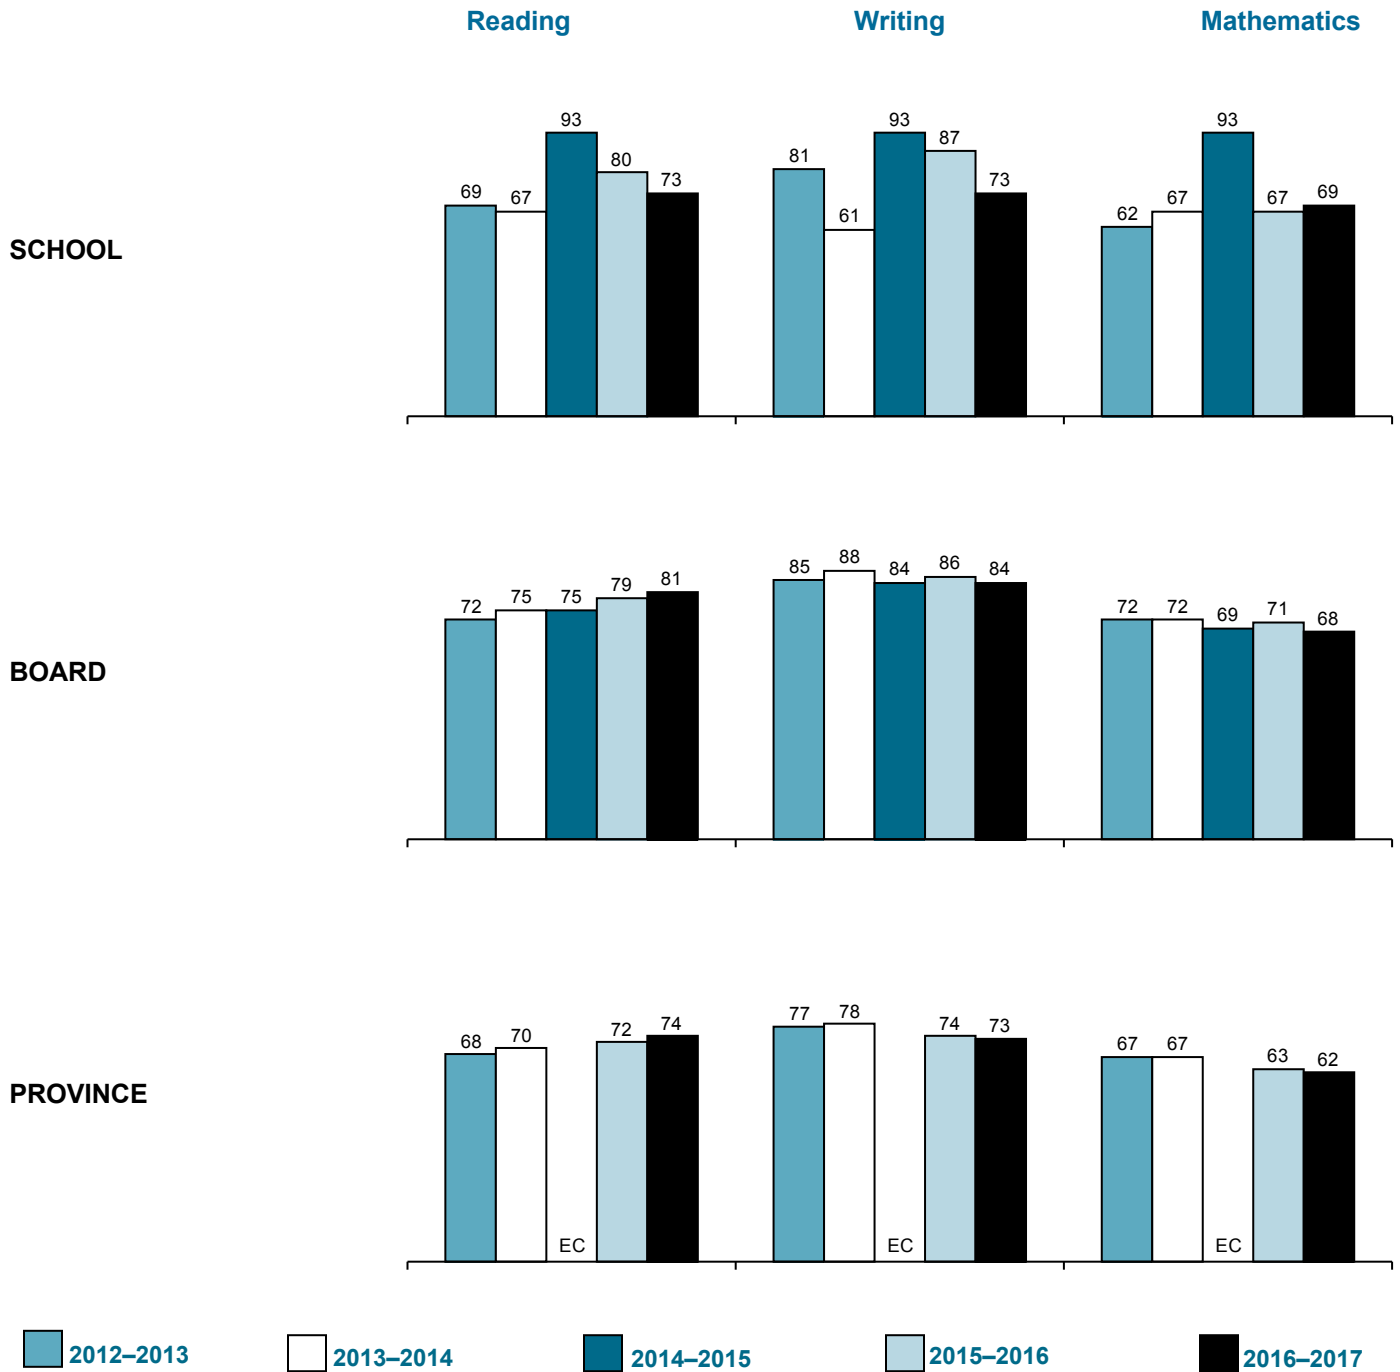 Reading Writing Mathematics
SCHOOL
69 67 93 80 73
81 61 93 87 73
62 67 93 67 69
BOARD
72 75 75 79 81
85 88 84 86 84
72 72 69 71 68
PROVINCE
68 70 EC 72 74
77 78 EC 74 73
67 67 EC 63 62
2012–2013 2013–2014 2014–2015 2015–2016 2016–2017